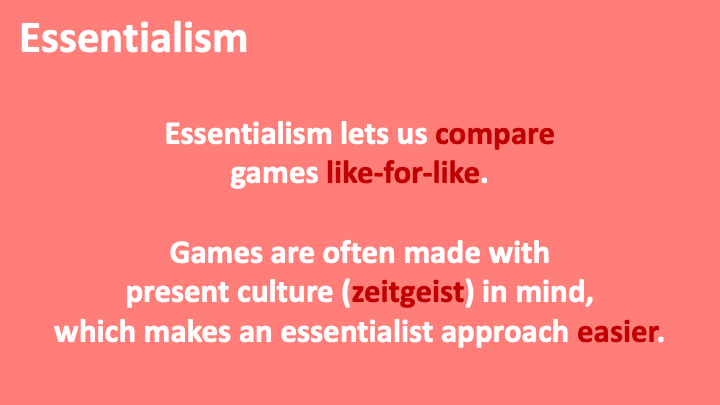 Essentialism
Essentialism lets us compare
games like-for-like.
Games are often made with
present culture (zeitgeist) in mind,
which makes an essentialist approach easier.